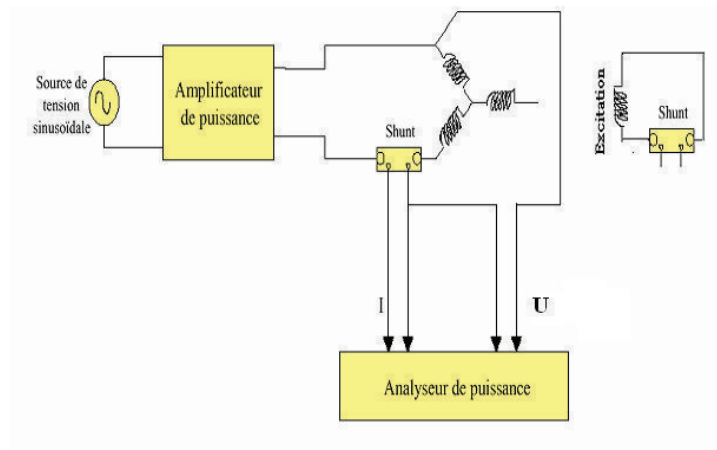 Source de
tension
sinusoïdale
Amplificateur
de puissance
Shunt
Excitation
Shunt
I
U
Analyseur de puissance